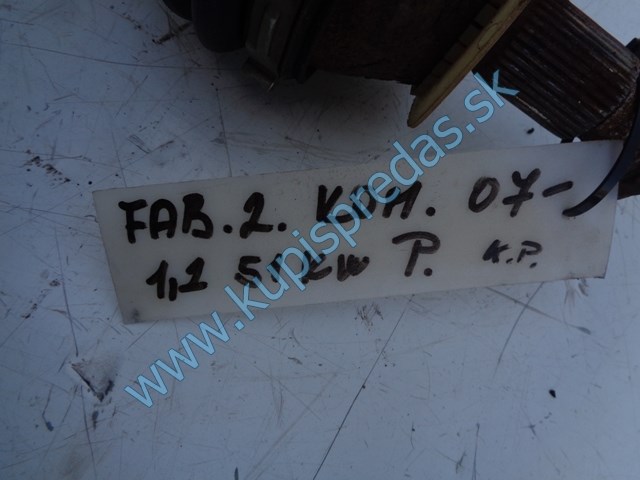 FAB. 2. KOM. 07-
1,2 51KW P. K.P.
www.kupispredas.sk